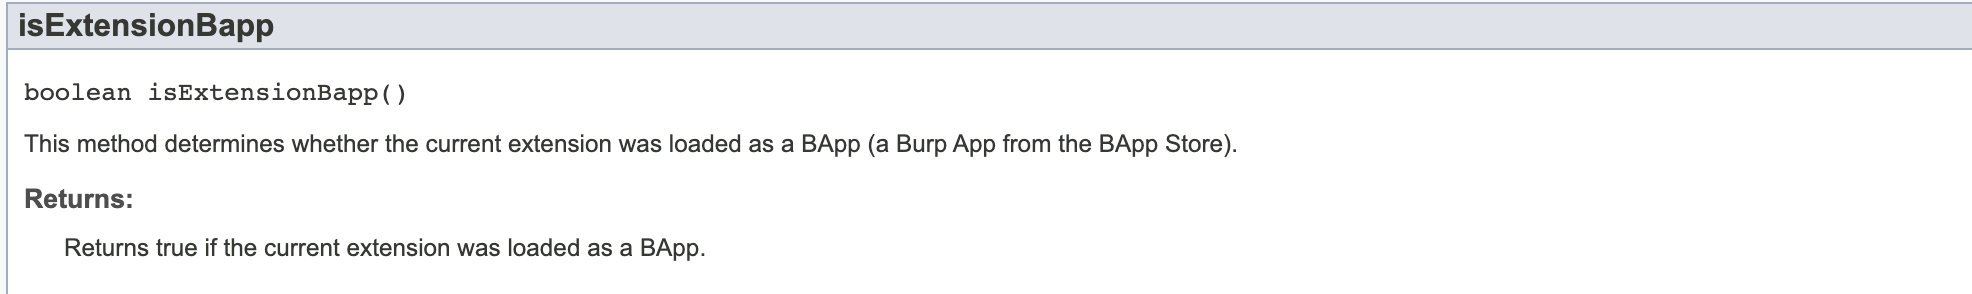 isExtensionBapp
boolean isExtensionBapp()
This method determines whether the current extension was loaded as a BApp (a Burp App from the BApp Store).
Returns:
Returns true if the current extension was loaded as a BApp.